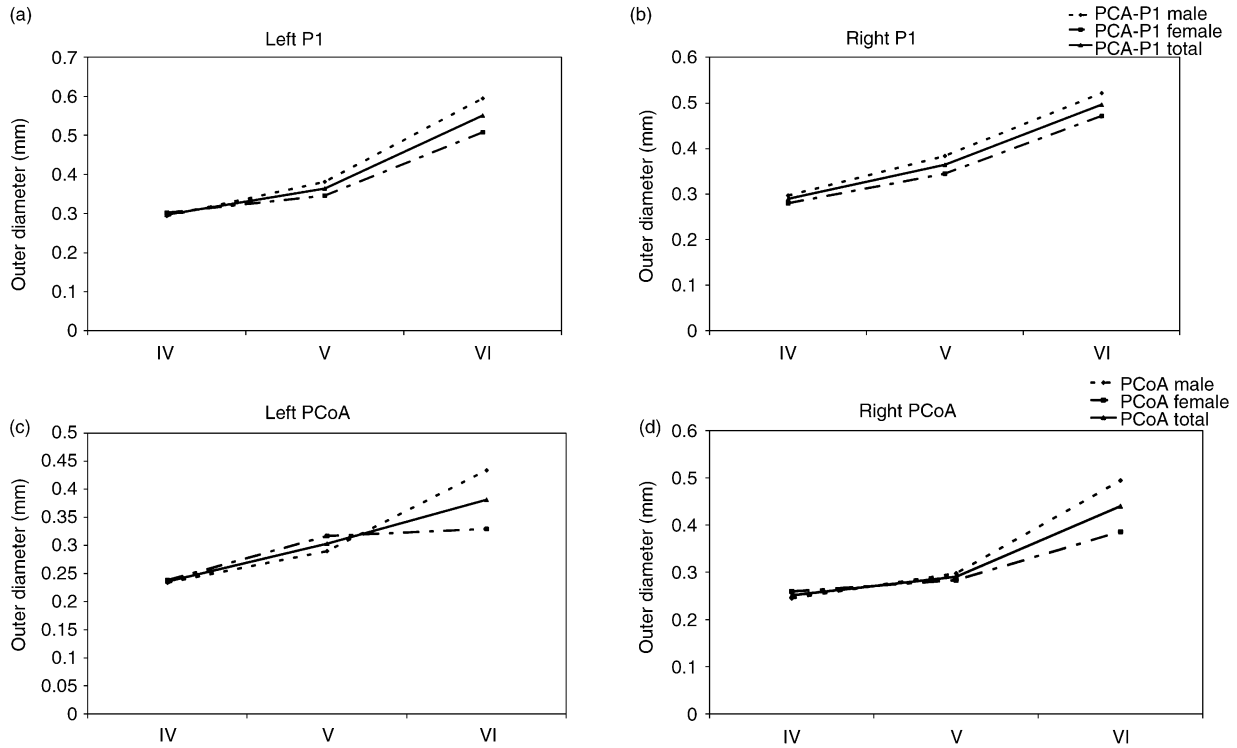 (a)
Left P1
Outer diameter (mm)
0.7
0.6
0.5
0.4
0.3
0.2
0.1
0
IV V VI
(b)
Right P1
PCA-P1 male
PCA-P1 female
PCA-P1 total
Outer diameter (mm)
0.6
0.5
0.4
0.3
0.2
0.1
0
IV V VI
(c)
Left PCoA
Outer diameter (mm)
0.5
0.45
0.4
0.35
0.3
0.25
0.2
0.15
0.1
0.05
0
IV V VI
(d)
Right PCoA
PCoA male
PCoA female
PCoA total
Outer diameter (mm)
0.6
0.5
0.4
0.3
0.2
0.1
0
IV V VI